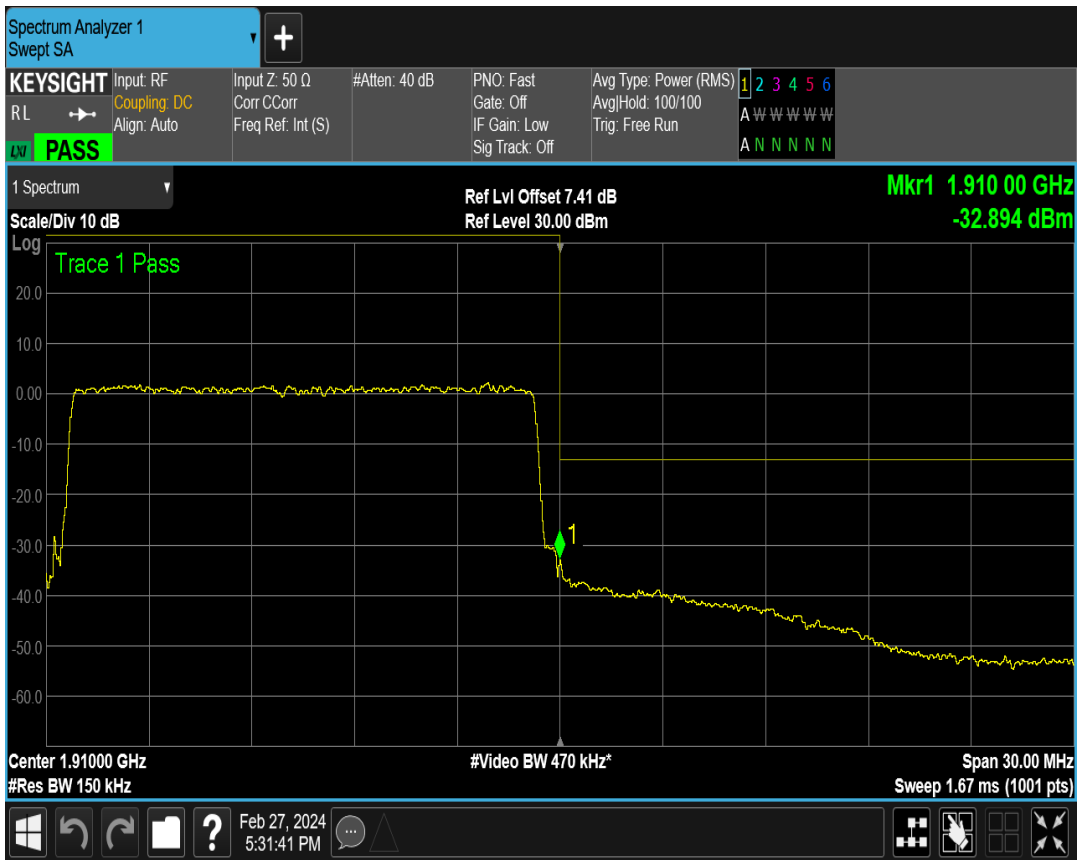 Spectrum Analyzer 1
Swept SA
+
KEYSIGHT Input: RF Input Z: 50 Ω #Atten: 40 dB PNO: Fast Avg Type: Power (RMS) 1 2 3 4 5 6
RL Coupling: DC Corr CCorr Gate: Off Avg|Hold: 100/100 A W W W W W
Align: Auto Freq Ref: Int (S) IF Gain: Low Trig: Free Run
LXI PASS Sig Track: Off A N N N N N
1 Spectrum Ref Lvl Offset 7.41 dB Mkr1 1.910 00 GHz
Scale/Div 10 dB Ref Level 30.00 dBm -32.894 dBm
Log
Trace 1 Pass
20.0
10.0
0.00
-10.0
-20.0
1
-30.0
-40.0
-50.0
-60.0
Center 1.91000 GHz #Video BW 470 kHz* Span 30.00 MHz
#Res BW 150 kHz Sweep 1.67 ms (1001 pts)
? Feb 27, 2024
5:31:41 PM